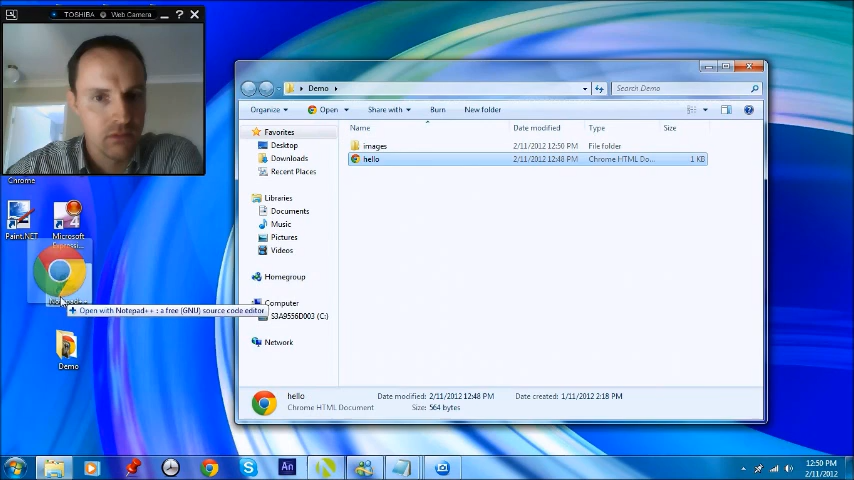 TOSHIBA Web Camera
Chrome
Paint.NET
Microsoft
Expressi...
Notepad++
Open with Notepad++ : a free (GNU) source code editor
Demo
Demo
Search Demo
Organize
Open
Share with
Burn
New folder
Name
Date modified
Type
Size
images
2/11/2012 12:50 PM
File folder
hello
2/11/2012 12:48 PM
Chrome HTML Do...
1 KB
Favorites
Desktop
Downloads
Recent Places
Libraries
Documents
Music
Pictures
Videos
Homegroup
Computer
S3A9556D003 (C:)
Network
hello
Date modified: 2/11/2012 12:48 PM
Date created: 1/11/2012 2:18 PM
Chrome HTML Document
Size: 564 bytes
An
12:50 PM
2/11/2012